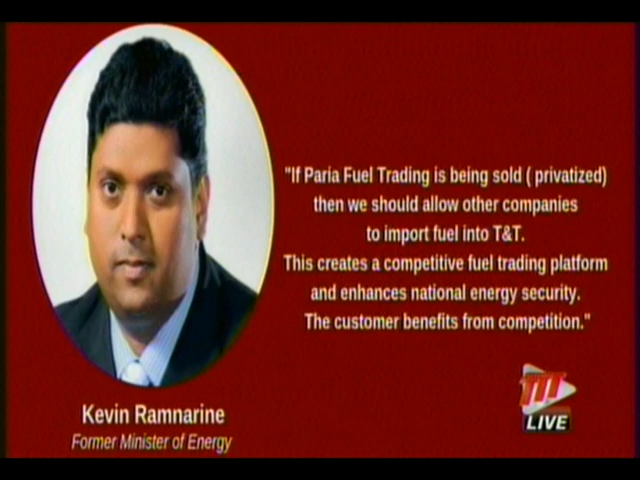 "If Paria Fuel Trading is being sold ( privatized)
then we should allow other companies
to import fuel into T&T.
This creates a competitive fuel trading platform
and enhances national energy security.
The customer benefits from competition."
Kevin Ramnarine
Former Minister of Energy
LIVE